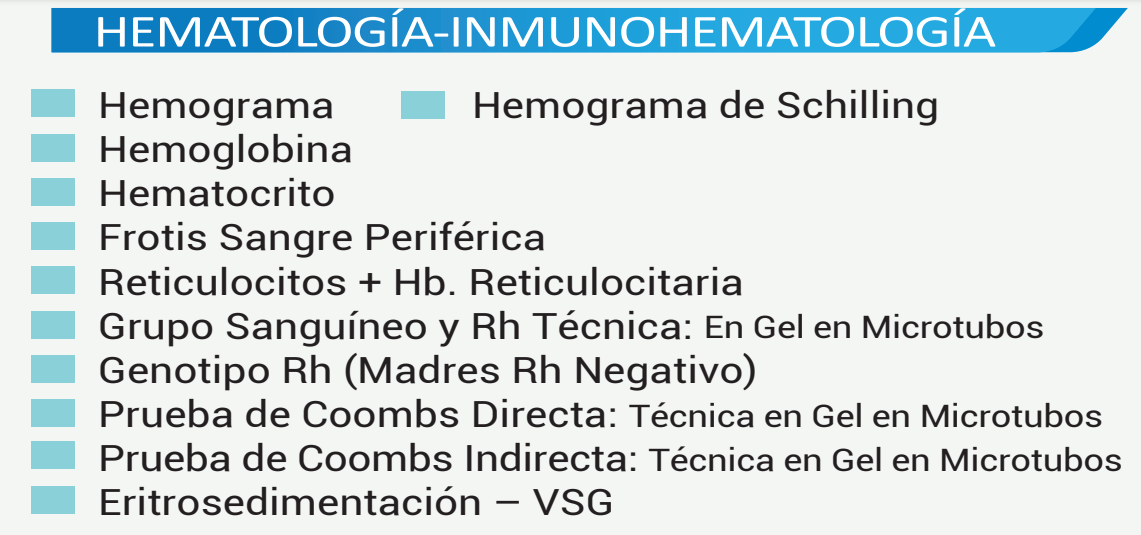 HEMATOLOGÍA-INMUNOHEMATOLOGÍA
Hemograma Hemograma de Schilling
Hemoglobina
Hematocrito
Frotis Sangre Periférica
Reticulocitos + Hb. Reticulocitaria
Grupo Sanguíneo y Rh Técnica: En Gel en Microtubos
Genotipo Rh (Madres Rh Negativo)
Prueba de Coombs Directa: Técnica en Gel en Microtubos
Prueba de Coombs Indirecta: Técnica en Gel en Microtubos
Eritrosedimentación – VSG